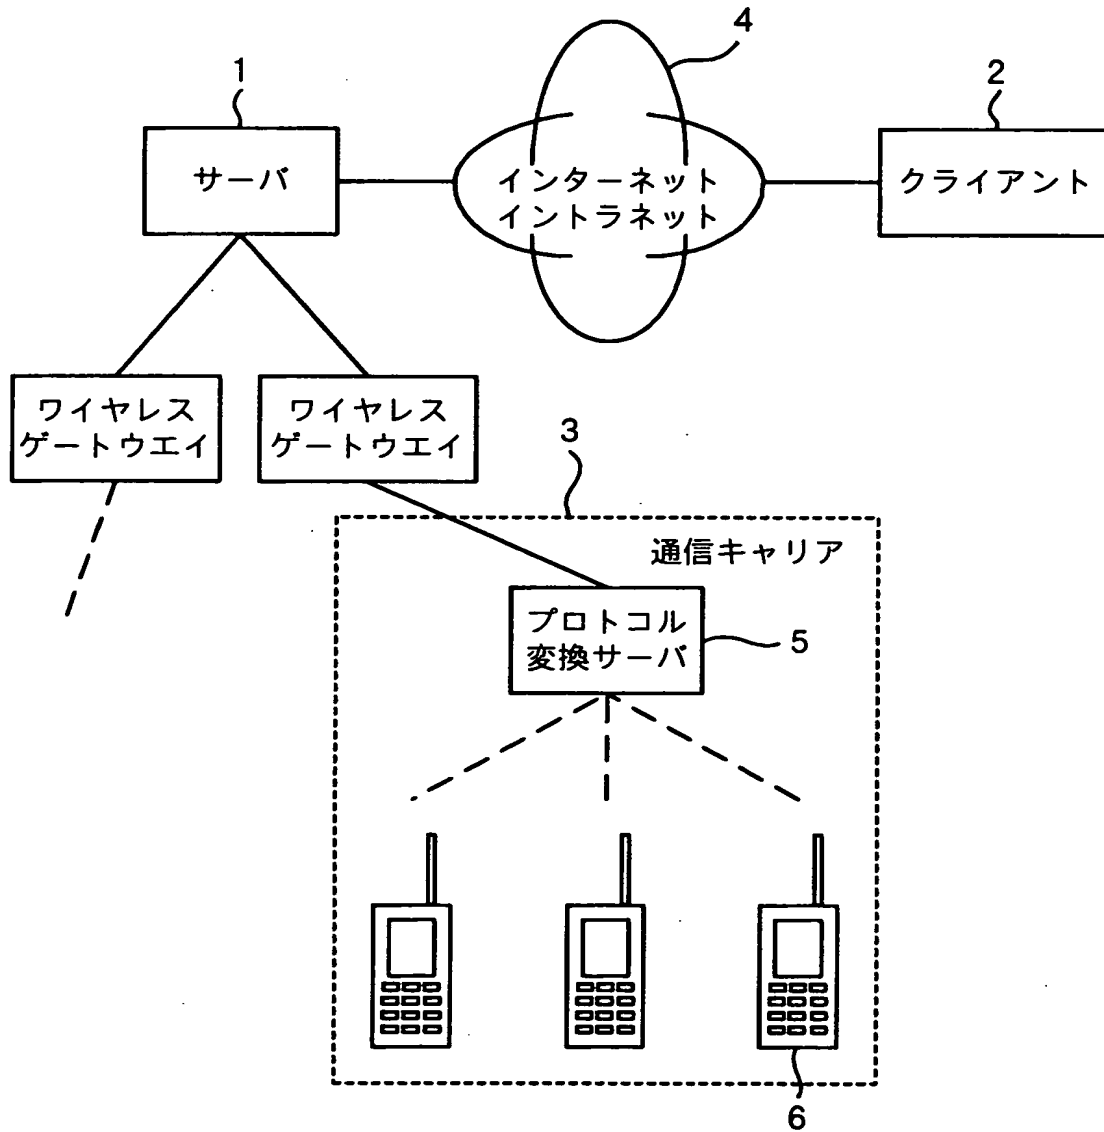 4
1
2
サーバ
インターネット
イントラネット
クライアント
ワイヤレス
ゲートウエイ
ワイヤレス
ゲートウエイ
3
通信キャリア
プロトコル
変換サーバ
5
6